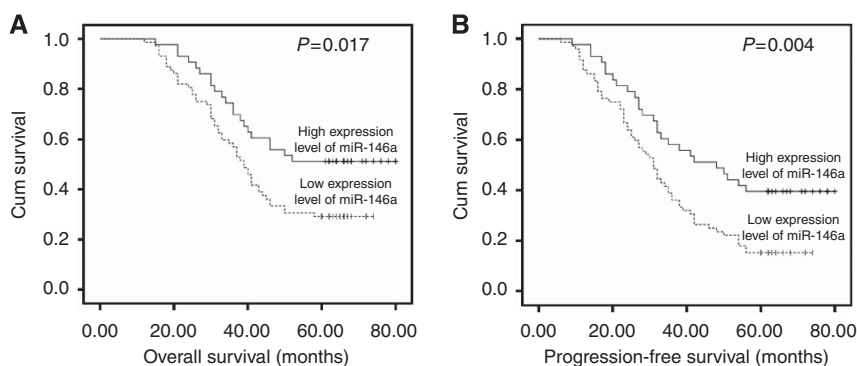 A
P=0.017
1.0
0.8
0.6
0.4
0.2
0.0
Cum survival
High expression
level of miR-146a
Low expression
level of miR-146a
0.00 20.00 40.00 60.00 80.00
Overall survival (months)
B
P=0.004
1.0
0.8
0.6
0.4
0.2
0.0
Cum survival
High expression
level of miR-146a
Low expression
level of miR-146a
0.00 20.00 40.00 60.00 80.00
Progression-free survival (months)